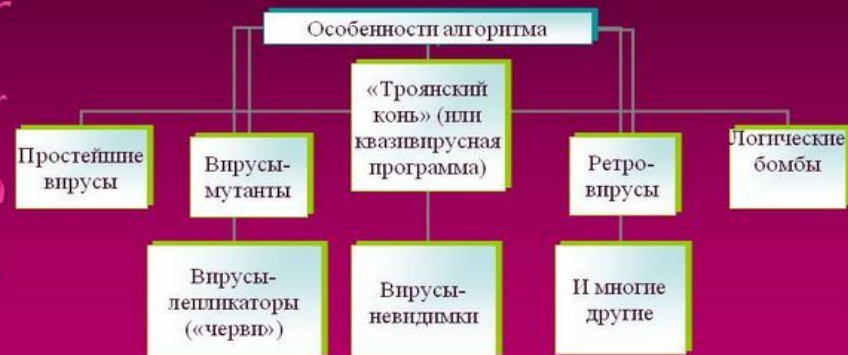 Особенности алгоритма
«Троянский
конь» (или
квазивирусная
программа)
Простейшие
вирусы
Вирусы-
мутанты
Ретро-
вирусы
Логические
бомбы
Вирусы-
лепликаторы
(«черви»)
Вирусы-
невидимки
И многие
другие